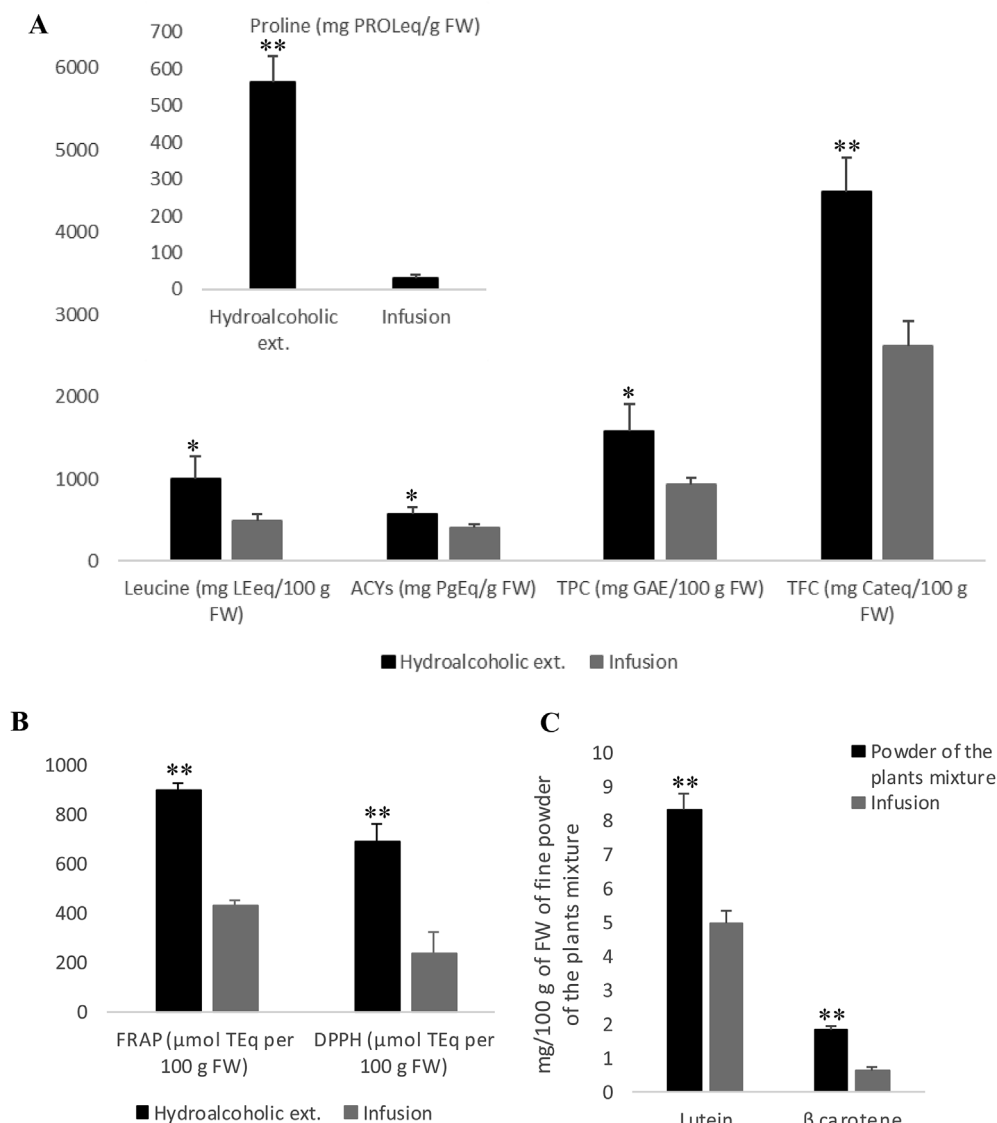 A
Proline (mg PROLeq/g FW)
700
600
500
400
300
200
100
0
**
Hydroalcoholic
ext.
Infusion
6000
5000
4000
3000
2000
1000
0
*
*
*
**
Leucine (mg LEeq/100 g
FW)
ACYs (mg PgEq/g FW)
TPC (mg GAE/100 g FW)
TFC (mg Cateq/100 g
FW)
Hydroalcoholic ext.
Infusion
B
1000
800
600
400
200
0
**
**
FRAP (µmol TEq per
100 g FW)
DPPH (µmol TEq per
100 g FW)
Hydroalcoholic ext.
Infusion
C
mg/100 g of FW of fine powder
of the plants mixture
10
9
8
7
6
5
4
3
2
1
0
**
**
Powder of the
plants mixture
Infusion
Lutein
β carotene